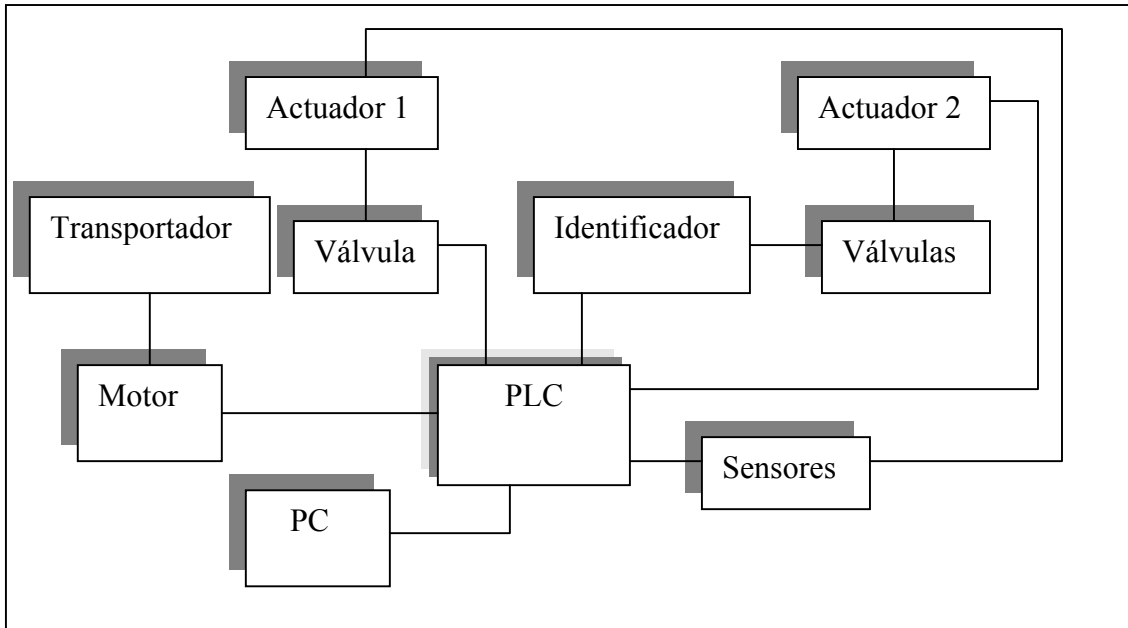 Actuador 1
Actuador 2
Transportador
Válvula
Identificador
Válvulas
Motor
PLC
Sensores
PC